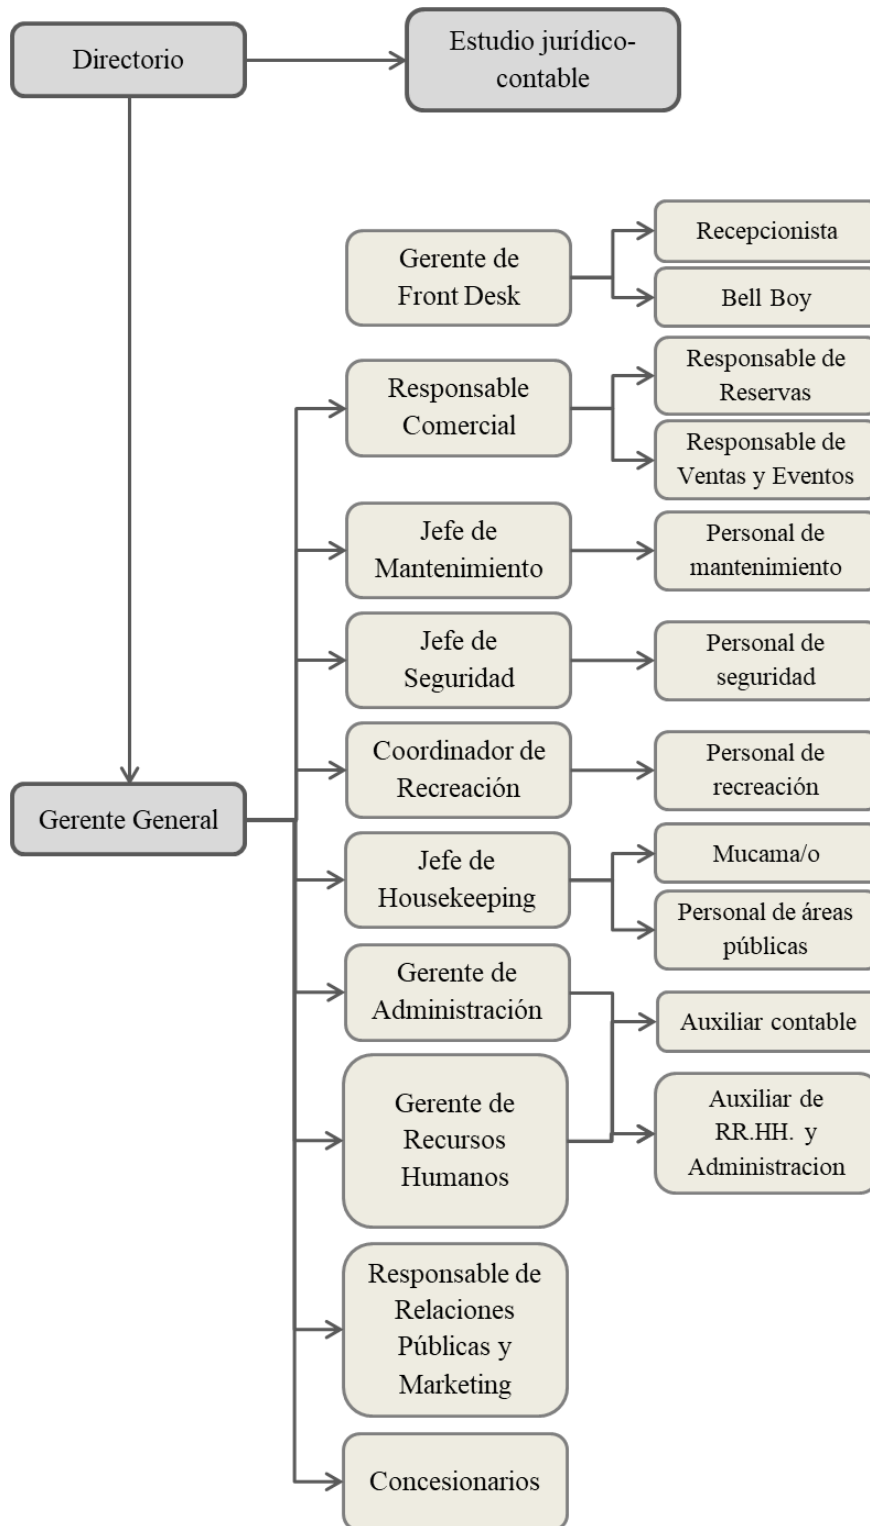 Directorio
Estudio jurídico-
contable
Gerente de
Front Desk
Recepcionista
Bell Boy
Responsable
Comercial
Responsable de
Reservas
Responsable de
Ventas y Eventos
Jefe de
Mantenimiento
Personal de
mantenimiento
Jefe de
Seguridad
Personal de
seguridad
Coordinador de
Recreación
Personal de
recreación
Gerente General
Jefe de
Housekeeping
Mucama/o
Personal de áreas
públicas
Gerente de
Administración
Auxiliar contable
Gerente de
Recursos
Humanos
Auxiliar de
RR.HH. y
Administracion
Responsable de
Relaciones
Públicas y
Marketing
Concesionarios